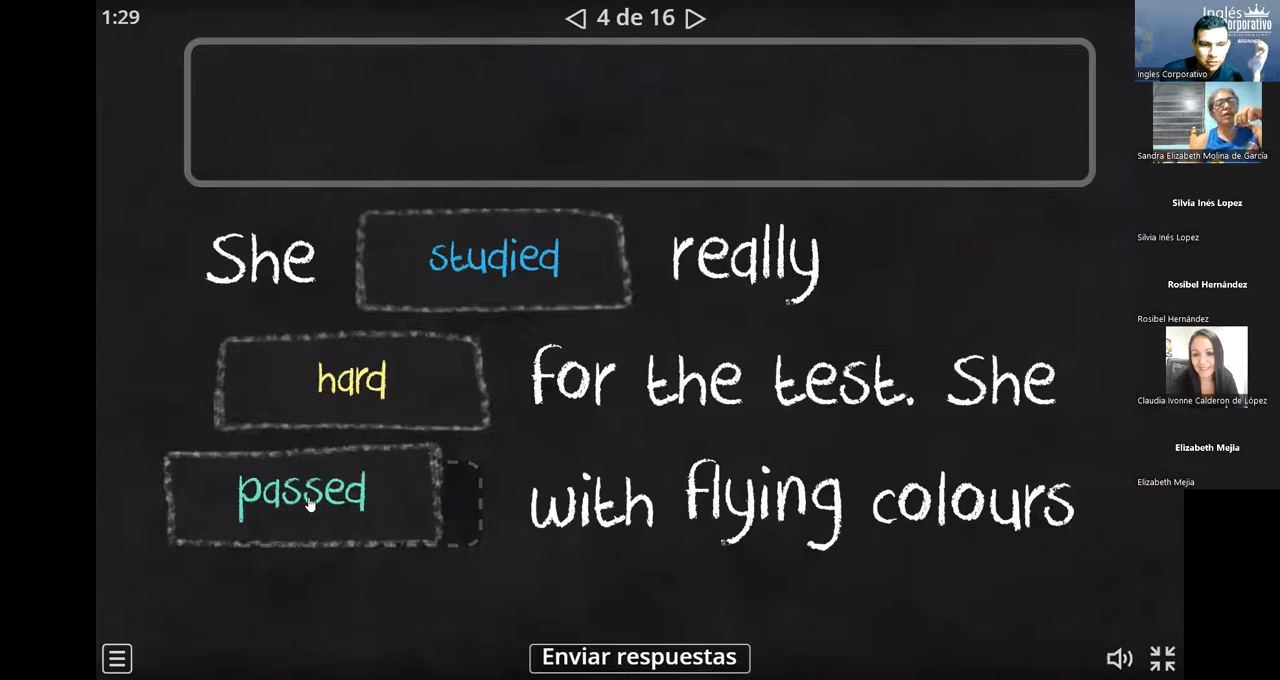 1:29
4 de 16
She studied really
hard for the test. She
passed with flying colours
Enviar respuestas
Inglés
Corporativo
BEGINNER
Ingles Corporativo
Sandra Elizabeth Molina de García
Silvia Inés Lopez
Silvia Inés Lopez
Rosibel Hernández
Rosibel Hernández
Claudia Ivonne Calderon de López
Elizabeth Mejia
Elizabeth Mejia